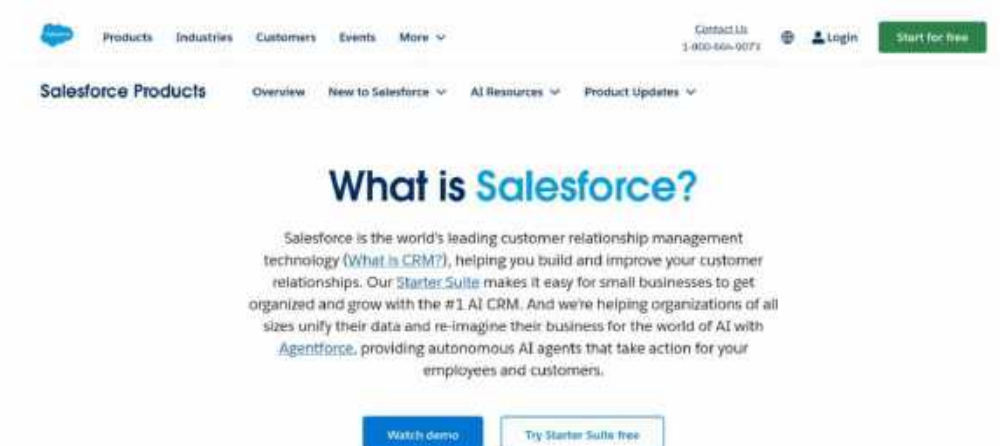 Products Industries Customers Events More
Contact Us
Login
Start for free
Salesforce Products
Overview New to Salesforce AI Resources Product Updates
What is Salesforce?
Salesforce is the world's leading customer relationship management
technology (What is CRM?), helping you build and improve your customer
relationships. Our Starter Suite makes it easy for small businesses to get
organized and grow with the #1 AI CRM. And we're helping organizations of all
sizes unify their data and re-imagine their business for the world of AI with
Agentforce, providing autonomous AI agents that take action for your
employees and customers.
Watch demo Try Starter Suite free